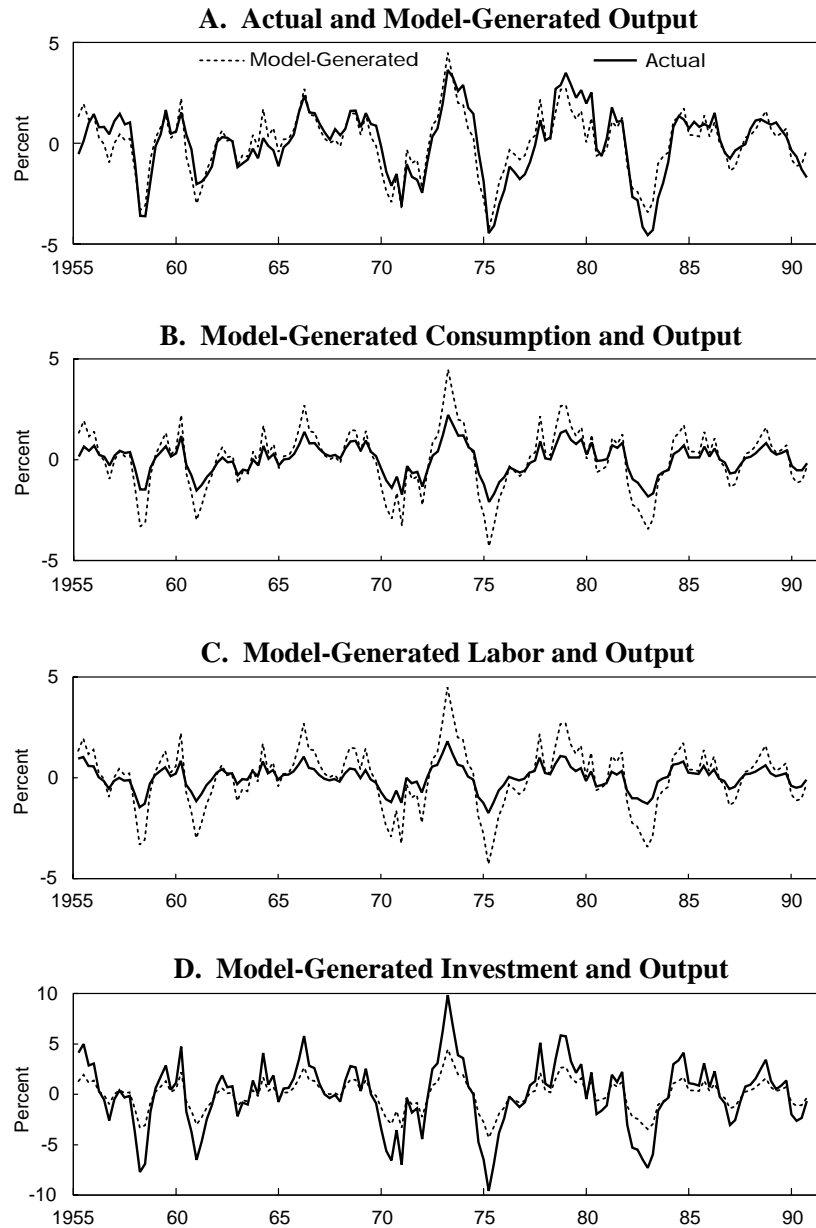 A. Actual and Model-Generated Output
5
Model-Generated
Actual
Percent
0
-5
1955 60 65 70 75 80 85 90
B. Model-Generated Consumption and Output
5
Percent
0
-5
1955 60 65 70 75 80 85 90
C. Model-Generated Labor and Output
5
Percent
0
-5
1955 60 65 70 75 80 85 90
D. Model-Generated Investment and Output
10
5
Percent
0
-5
-10
1955 60 65 70 75 80 85 90